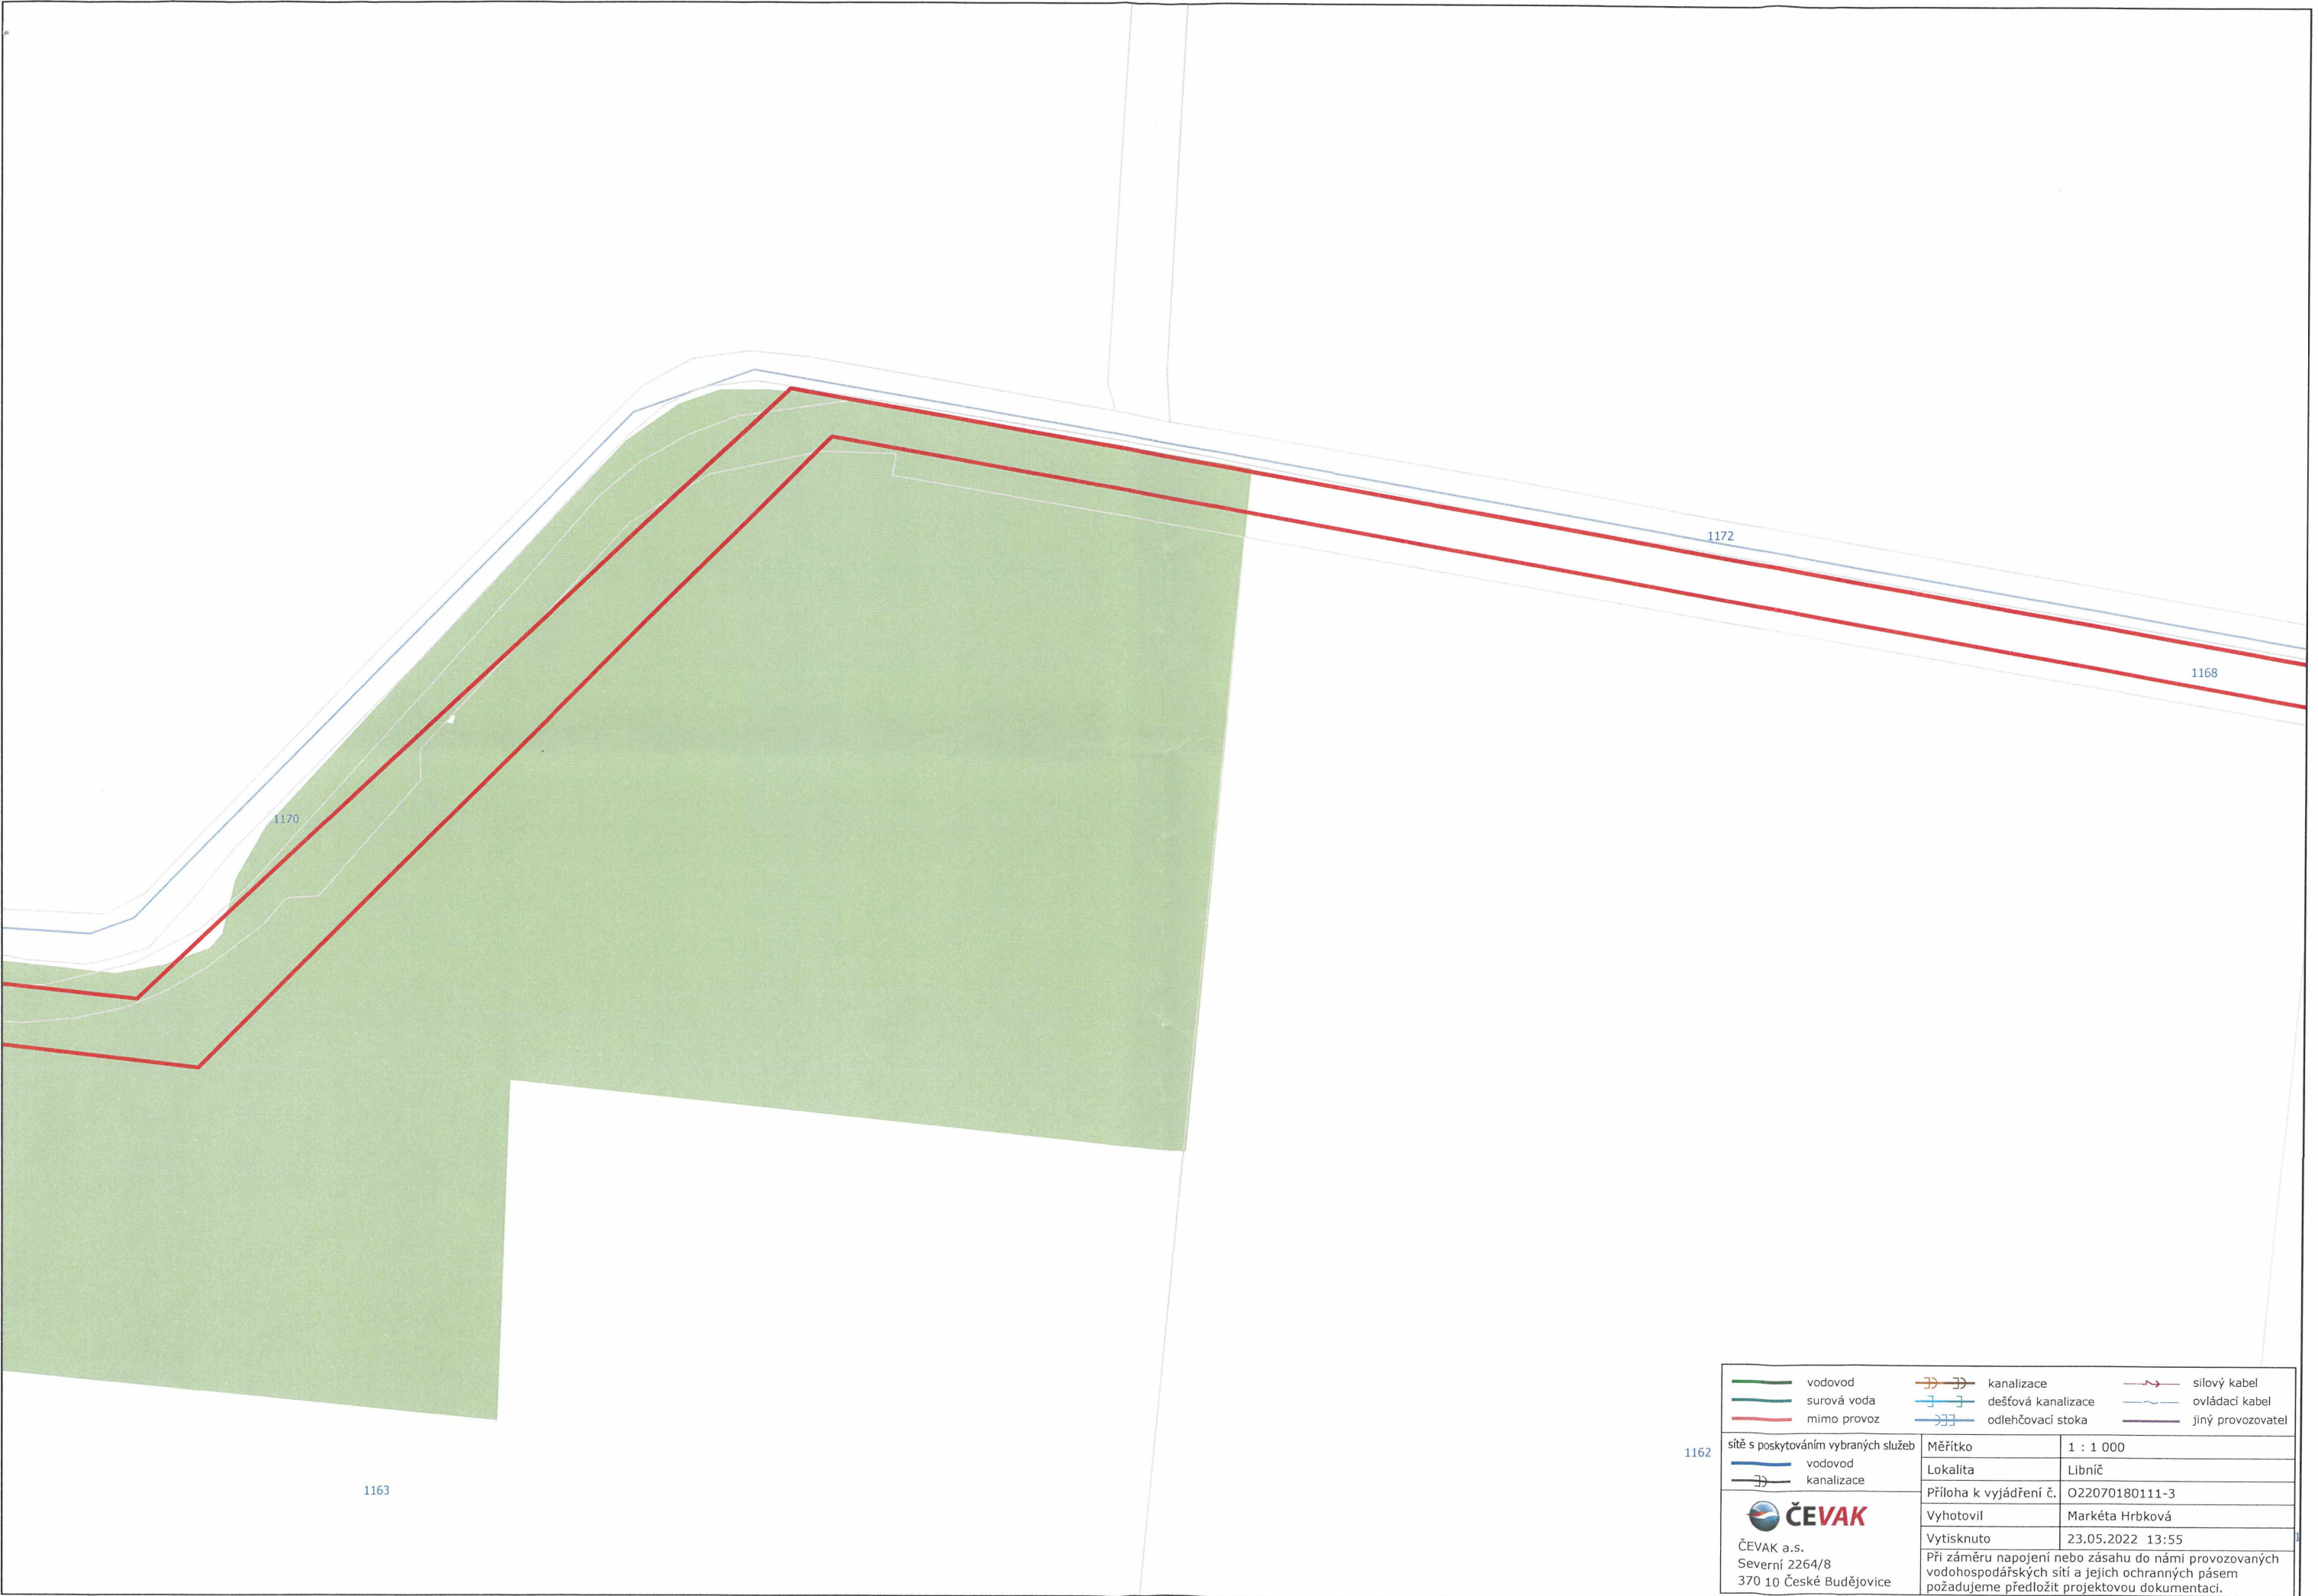 1172
1168
1170
1162
1163
vodovod
surová voda
mimo provoz
kanalizace
dešťová kanalizace
odlehčovací stoka
silový kabel
ovládací kabel
jiný provozovatel
sítě s poskytováním vybraných služeb
vodovod
kanalizace
ČEVAK
ČEVAK a.s.
Severní 2264/8
370 10 České Budějovice
Měřítko 1 : 1 000
Lokalita Libníč
Příloha k vyjádření č. O22070180111-3
Vyhotovil Markéta Hrbková
Vytisknuto 23.05.2022 13:55
Při záměru napojení nebo zásahu do námi provozovaných
vodohospodářských sítí a jejich ochranných pásem
požadujeme předložit projektovou dokumentaci.